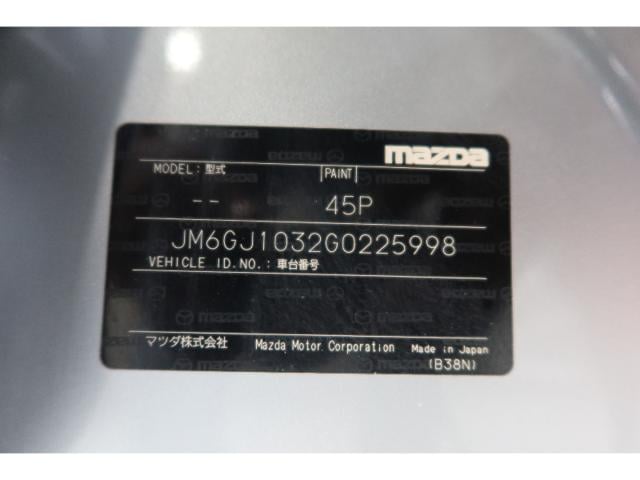 mazda
MODEL:型式 PAINT
-- 45P
JM6GJ1032G0225998
VEHICLE ID.NO.:車台番号
マツダ株式会社 Mazda Motor Corporation Made in Japan
(B38N)